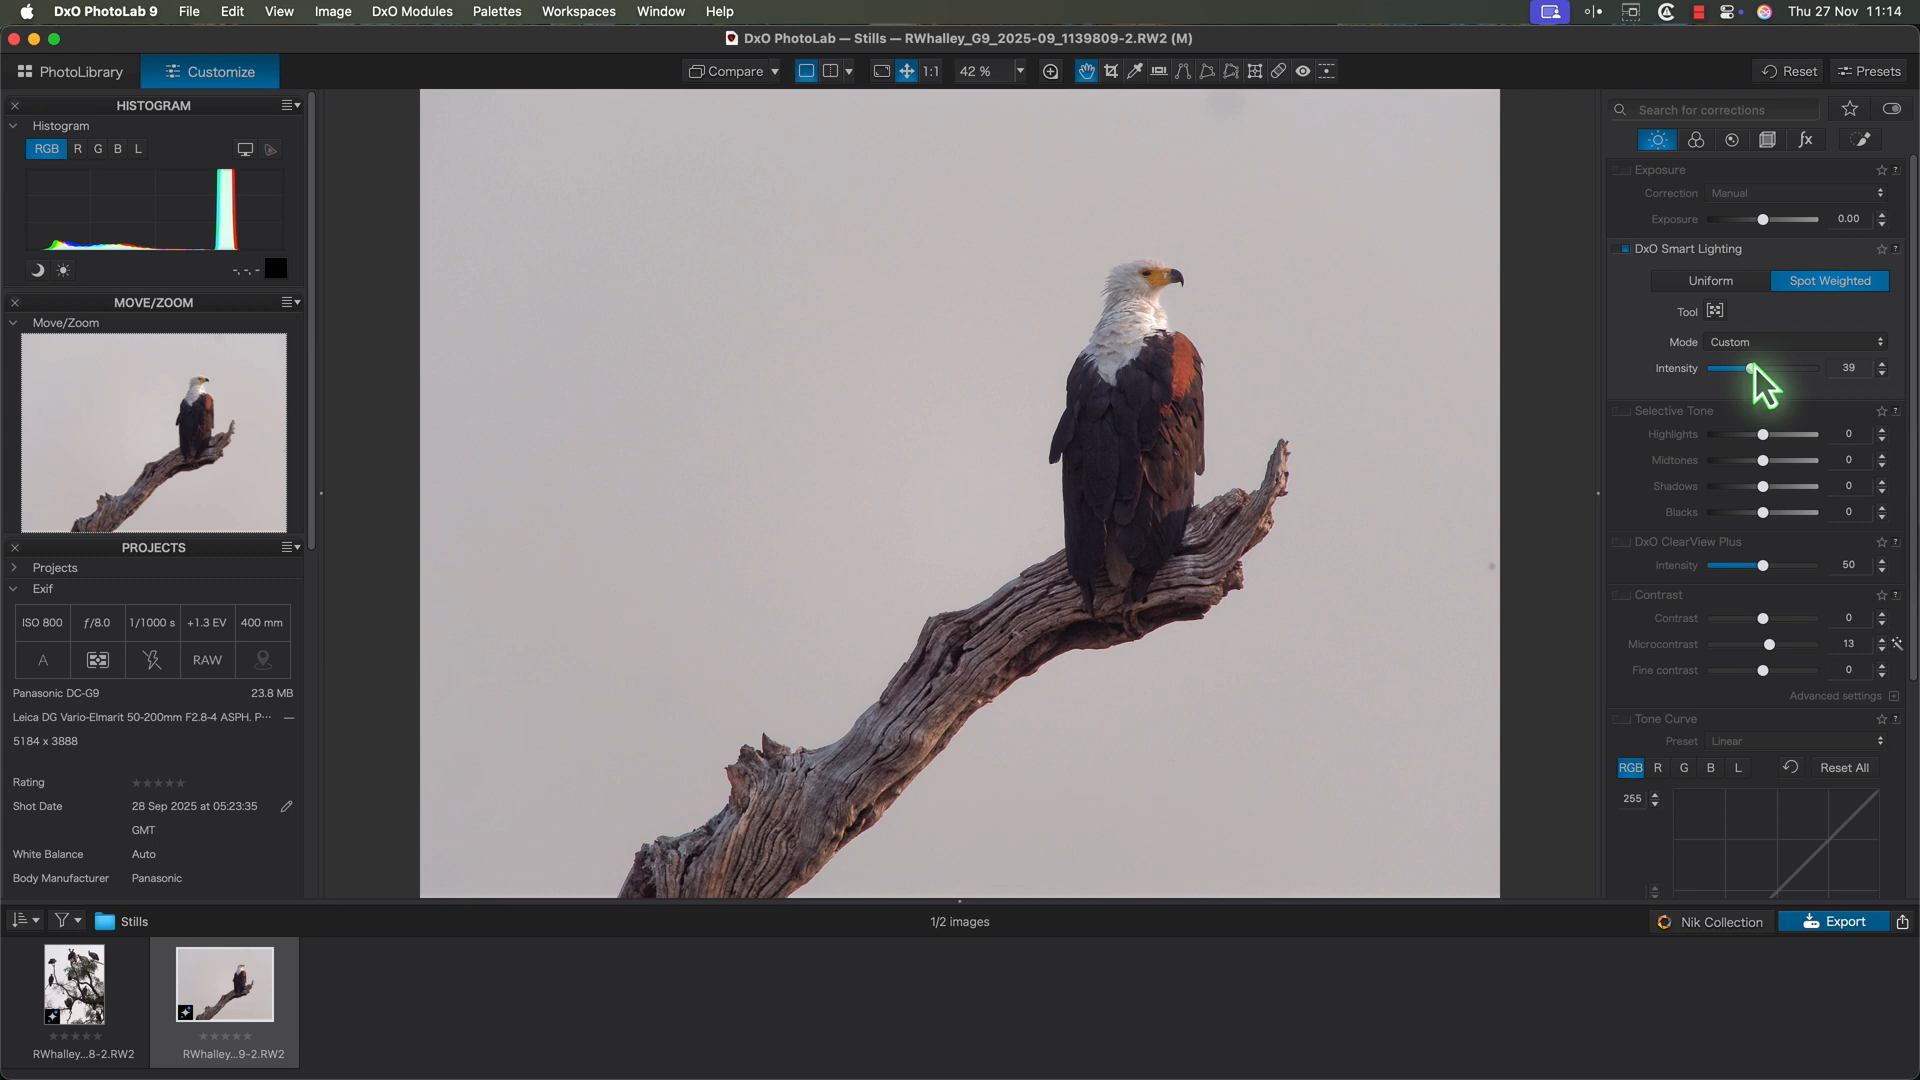 DxO PhotoLab 9 File Edit View Image DxO Modules Palettes Workspaces Window Help Thu 27 Nov 11:14
DxO PhotoLab — Stills — RWhalley_G9_2025-09_1139809-2.RW2 (M)
PhotoLibrary Customize Compare 1:1 42 % Reset Presets
HISTOGRAM
Histogram
RGB R G B L
-,-,-
MOVE/ZOOM
Move/Zoom
PROJECTS
Projects
Exif
ISO 800 ƒ/8.0 1/1000 s +1.3 EV 400 mm
A RAW
Panasonic DC-G9 23.8 MB
Leica DG Vario-Elmarit 50-200mm F2.8-4 ASPH. P··· —
5184 x 3888
Rating
Shot Date 28 Sep 2025 at 05:23:35
GMT
White Balance Auto
Body Manufacturer Panasonic
Search for corrections
fx
Exposure ?
Correction Manual
Exposure 0.00
DxO Smart Lighting ?
Uniform Spot Weighted
Tool
Mode Custom
Intensity 39
Selective Tone ?
Highlights 0
Midtones 0
Shadows 0
Blacks 0
DxO ClearView Plus ?
Intensity 50
Contrast ?
Contrast 0
Microcontrast 13
Fine contrast 0
Advanced settings
Tone Curve ?
Preset Linear
RGB R G B L Reset All
255
Stills 1/2 images Nik Collection Export
RWhalley...8-2.RW2 RWhalley...9-2.RW2